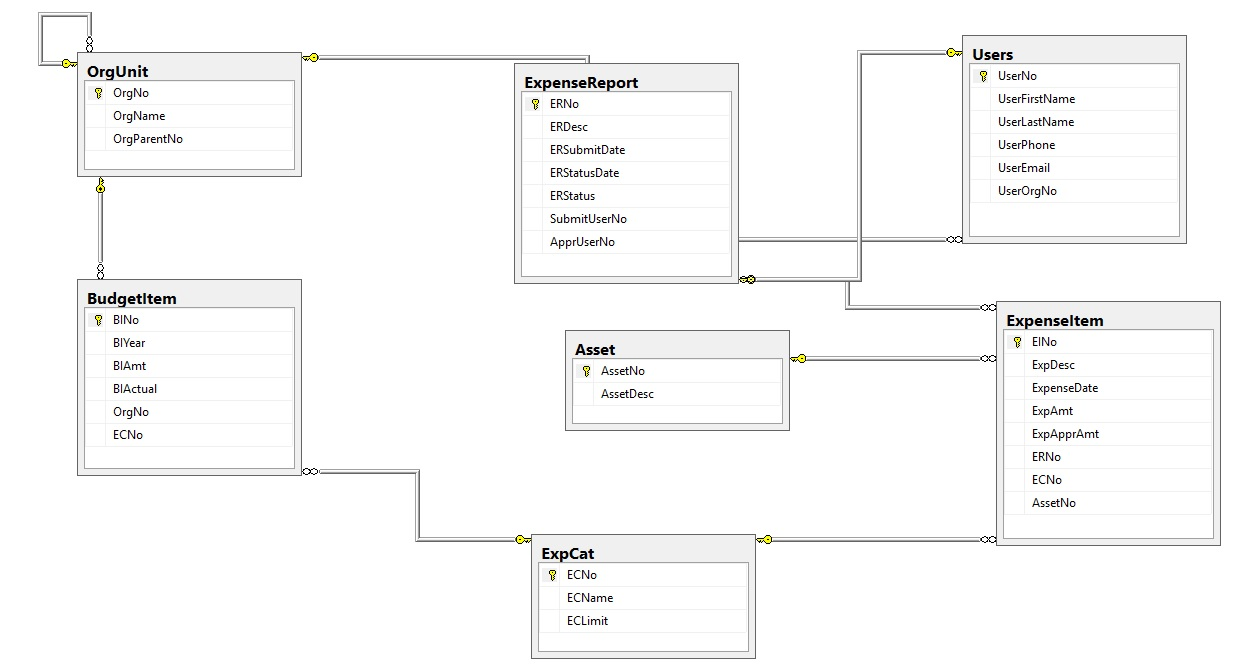 OrgUnit
OrgNo
OrgName
OrgParentNo
ExpenseReport
ERNo
ERDesc
ERSubmitDate
ERStatusDate
ERStatus
SubmitUserNo
ApprUserNo
Users
UserNo
UserFirstName
UserLastName
UserPhone
UserEmail
UserOrgNo
BudgetItem
BINo
BIYear
BIAmt
BIActual
OrgNo
ECNo
Asset
AssetNo
AssetDesc
ExpenseItem
EINo
ExpDesc
ExpenseDate
ExpAmt
ExpApprAmt
ERNo
ECNo
AssetNo
ExpCat
ECNo
ECName
ECLimit